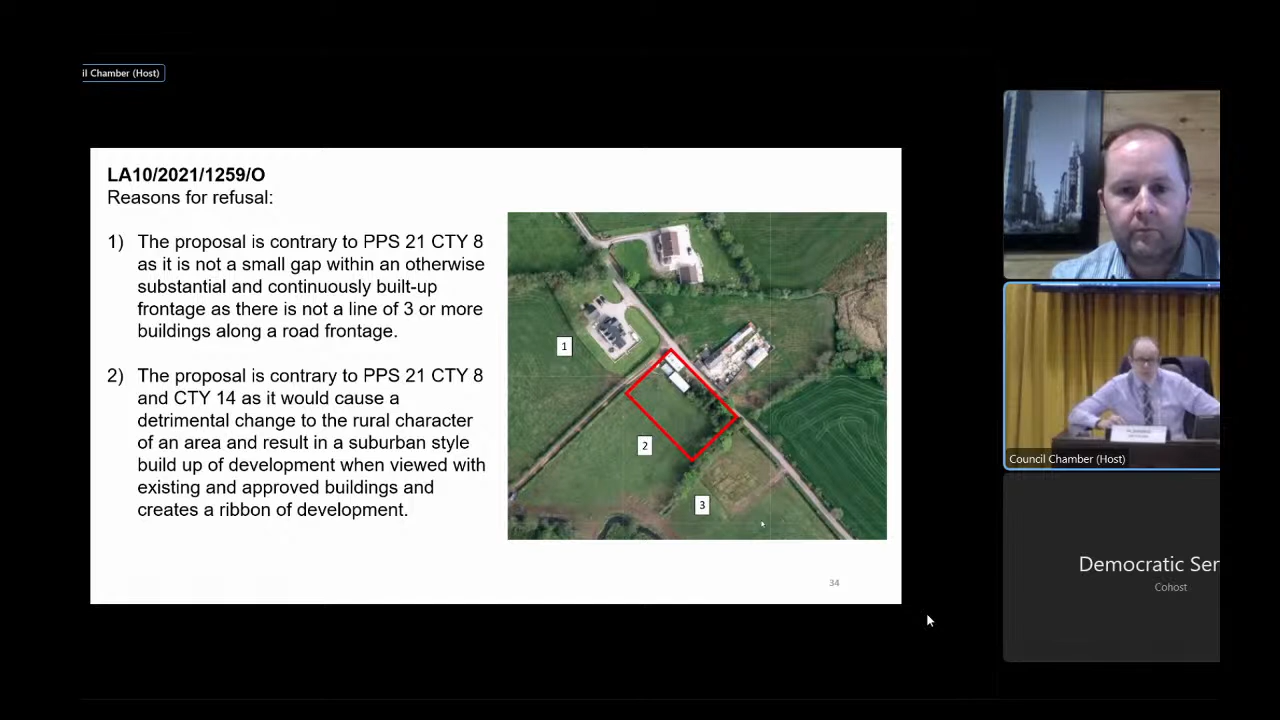 il Chamber (Host)
LA10/2021/1259/O
Reasons for refusal:
1) The proposal is contrary to PPS 21 CTY 8
as it is not a small gap within an otherwise
substantial and continuously built-up
frontage as there is not a line of 3 or more
buildings along a road frontage.
2) The proposal is contrary to PPS 21 CTY 8
and CTY 14 as it would cause a
detrimental change to the rural character
of an area and result in a suburban style
build up of development when viewed with
existing and approved buildings and
creates a ribbon of development.
1
2
3
34
Council Chamber (Host)
Democratic Ser
Cohost